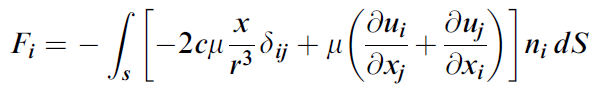 $$F_i = -\int_s \left[ -2c\mu \frac{x}{r^3} \delta_{ij} + \mu \left( \frac{\partial u_i}{\partial x_j} + \frac{\partial u_j}{\partial x_i} \right) \right] n_i \, dS$$